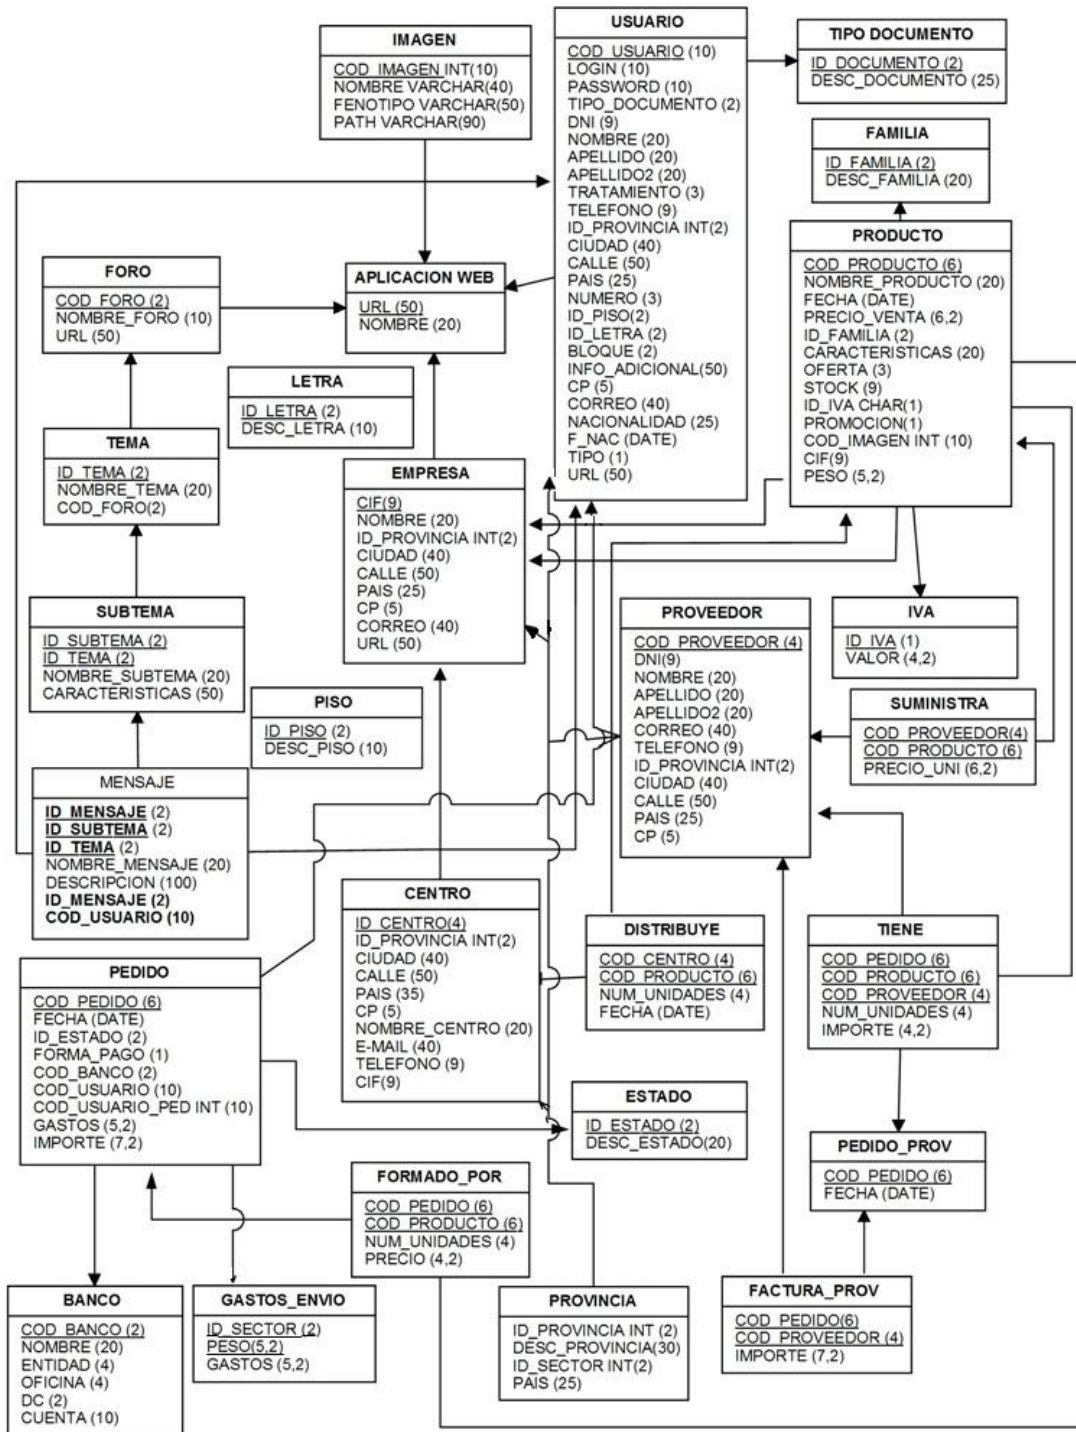 IMAGEN
COD_IMAGEN INT(10)
NOMBRE VARCHAR(40)
FENOTIPO VARCHAR(50)
PATH VARCHAR(90)
USUARIO
COD_USUARIO (10)
LOGIN (10)
PASSWORD (10)
TIPO_DOCUMENTO (2)
DNI (9)
NOMBRE (20)
APELLIDO (20)
APELLIDO2 (20)
TRATAMIENTO (3)
TELEFONO (9)
ID_PROVINCIA INT(2)
CIUDAD (40)
CALLE (50)
PAIS (25)
NUMERO (3)
ID_PISO(2)
ID_LETRA (2)
BLOQUE (2)
INFO_ADICIONAL(50)
CP (5)
CORREO (40)
NACIONALIDAD (25)
F_NAC (DATE)
TIPO (1)
URL (50)
TIPO DOCUMENTO
ID_DOCUMENTO (2)
DESC_DOCUMENTO (25)
FAMILIA
ID_FAMILIA (2)
DESC_FAMILIA (20)
PRODUCTO
COD_PRODUCTO (6)
NOMBRE_PRODUCTO (20)
FECHA (DATE)
PRECIO_VENTA (6,2)
ID_FAMILIA (2)
CARACTERISTICAS (20)
OFERTA (3)
STOCK (9)
ID_IVA CHAR(1)
PROMOCION(1)
COD_IMAGEN INT (10)
CIF(9)
PESO (5,2)
FORO
COD_FORO (2)
NOMBRE_FORO (10)
URL (50)
APLICACION WEB
URL (50)
NOMBRE (20)
LETRA
ID_LETRA (2)
DESC_LETRA (10)
TEMA
ID_TEMA (2)
NOMBRE_TEMA (20)
COD_FORO(2)
EMPRESA
CIF(9)
NOMBRE (20)
ID_PROVINCIA INT(2)
CIUDAD (40)
CALLE (50)
PAIS (25)
CP (5)
CORREO (40)
URL (50)
SUBTEMA
ID_SUBTEMA (2)
ID_TEMA (2)
NOMBRE_SUBTEMA (20)
CARACTERISTICAS (50)
PROVEEDOR
COD_PROVEEDOR (4)
DNI(9)
NOMBRE (20)
APELLIDO (20)
APELLIDO2 (20)
CORREO (40)
TELEFONO (9)
ID_PROVINCIA INT(2)
CIUDAD (40)
CALLE (50)
PAIS (25)
CP (5)
IVA
ID_IVA (1)
VALOR (4,2)
PISO
ID_PISO (2)
DESC_PISO (10)
SUMINISTRA
COD_PROVEEDOR(4)
COD_PRODUCTO (6)
PRECIO_UNI (6,2)
MENSAJE
ID_MENSAJE (2)
ID_SUBTEMA (2)
ID_TEMA (2)
NOMBRE_MENSAJE (20)
DESCRIPCION (100)
ID_MENSAJE (2)
COD_USUARIO (10)
CENTRO
ID_CENTRO(4)
ID_PROVINCIA INT(2)
CIUDAD (40)
CALLE (50)
PAIS (35)
CP (5)
NOMBRE_CENTRO (20)
E-MAIL (40)
TELEFONO (9)
CIF(9)
DISTRIBUYE
COD_CENTRO (4)
COD_PRODUCTO (6)
NUM_UNIDADES (4)
FECHA (DATE)
TIENE
COD_PEDIDO (6)
COD_PRODUCTO (6)
COD_PROVEEDOR (4)
NUM_UNIDADES (4)
IMPORTE (4,2)
PEDIDO
COD_PEDIDO (6)
FECHA (DATE)
ID_ESTADO (2)
FORMA_PAGO (1)
COD_BANCO (2)
COD_USUARIO (10)
COD_USUARIO_PED INT (10)
GASTOS (5,2)
IMPORTE (7,2)
ESTADO
ID_ESTADO (2)
DESC_ESTADO(20)
PEDIDO_PROV
COD_PEDIDO (6)
FECHA (DATE)
FORMADO_POR
COD_PEDIDO (6)
COD_PRODUCTO (6)
NUM_UNIDADES (4)
PRECIO (4,2)
BANCO
COD_BANCO (2)
NOMBRE (20)
ENTIDAD (4)
OFICINA (4)
DC (2)
CUENTA (10)
GASTOS_ENVIO
ID_SECTOR (2)
PESO(5,2)
GASTOS (5,2)
PROVINCIA
ID_PROVINCIA INT (2)
DESC_PROVINCIA(30)
ID_SECTOR INT(2)
PAIS (25)
FACTURA_PROV
COD_PEDIDO(6)
COD_PROVEEDOR (4)
IMPORTE (7,2)